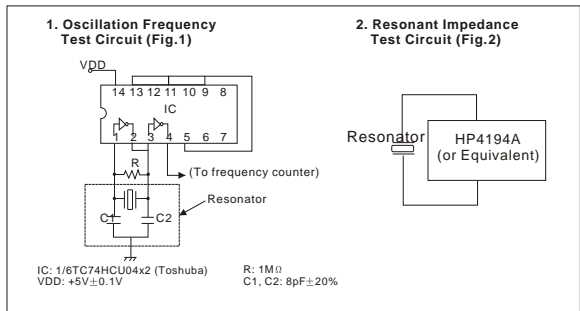 1. Oscillation Frequency
Test Circuit (Fig.1)
VDD
14 13 12 11 10 9 8
IC
1 2 3 4 5 6 7
R
(To frequency counter)
Resonator
C1
C2
IC: 1/6TC74HCU04x2 (Toshuba)
VDD: +5V±0.1V
R: 1MΩ
C1, C2: 8pF±20%
2. Resonant Impedance
Test Circuit (Fig.2)
Resonator
HP4194A
(or Equivalent)